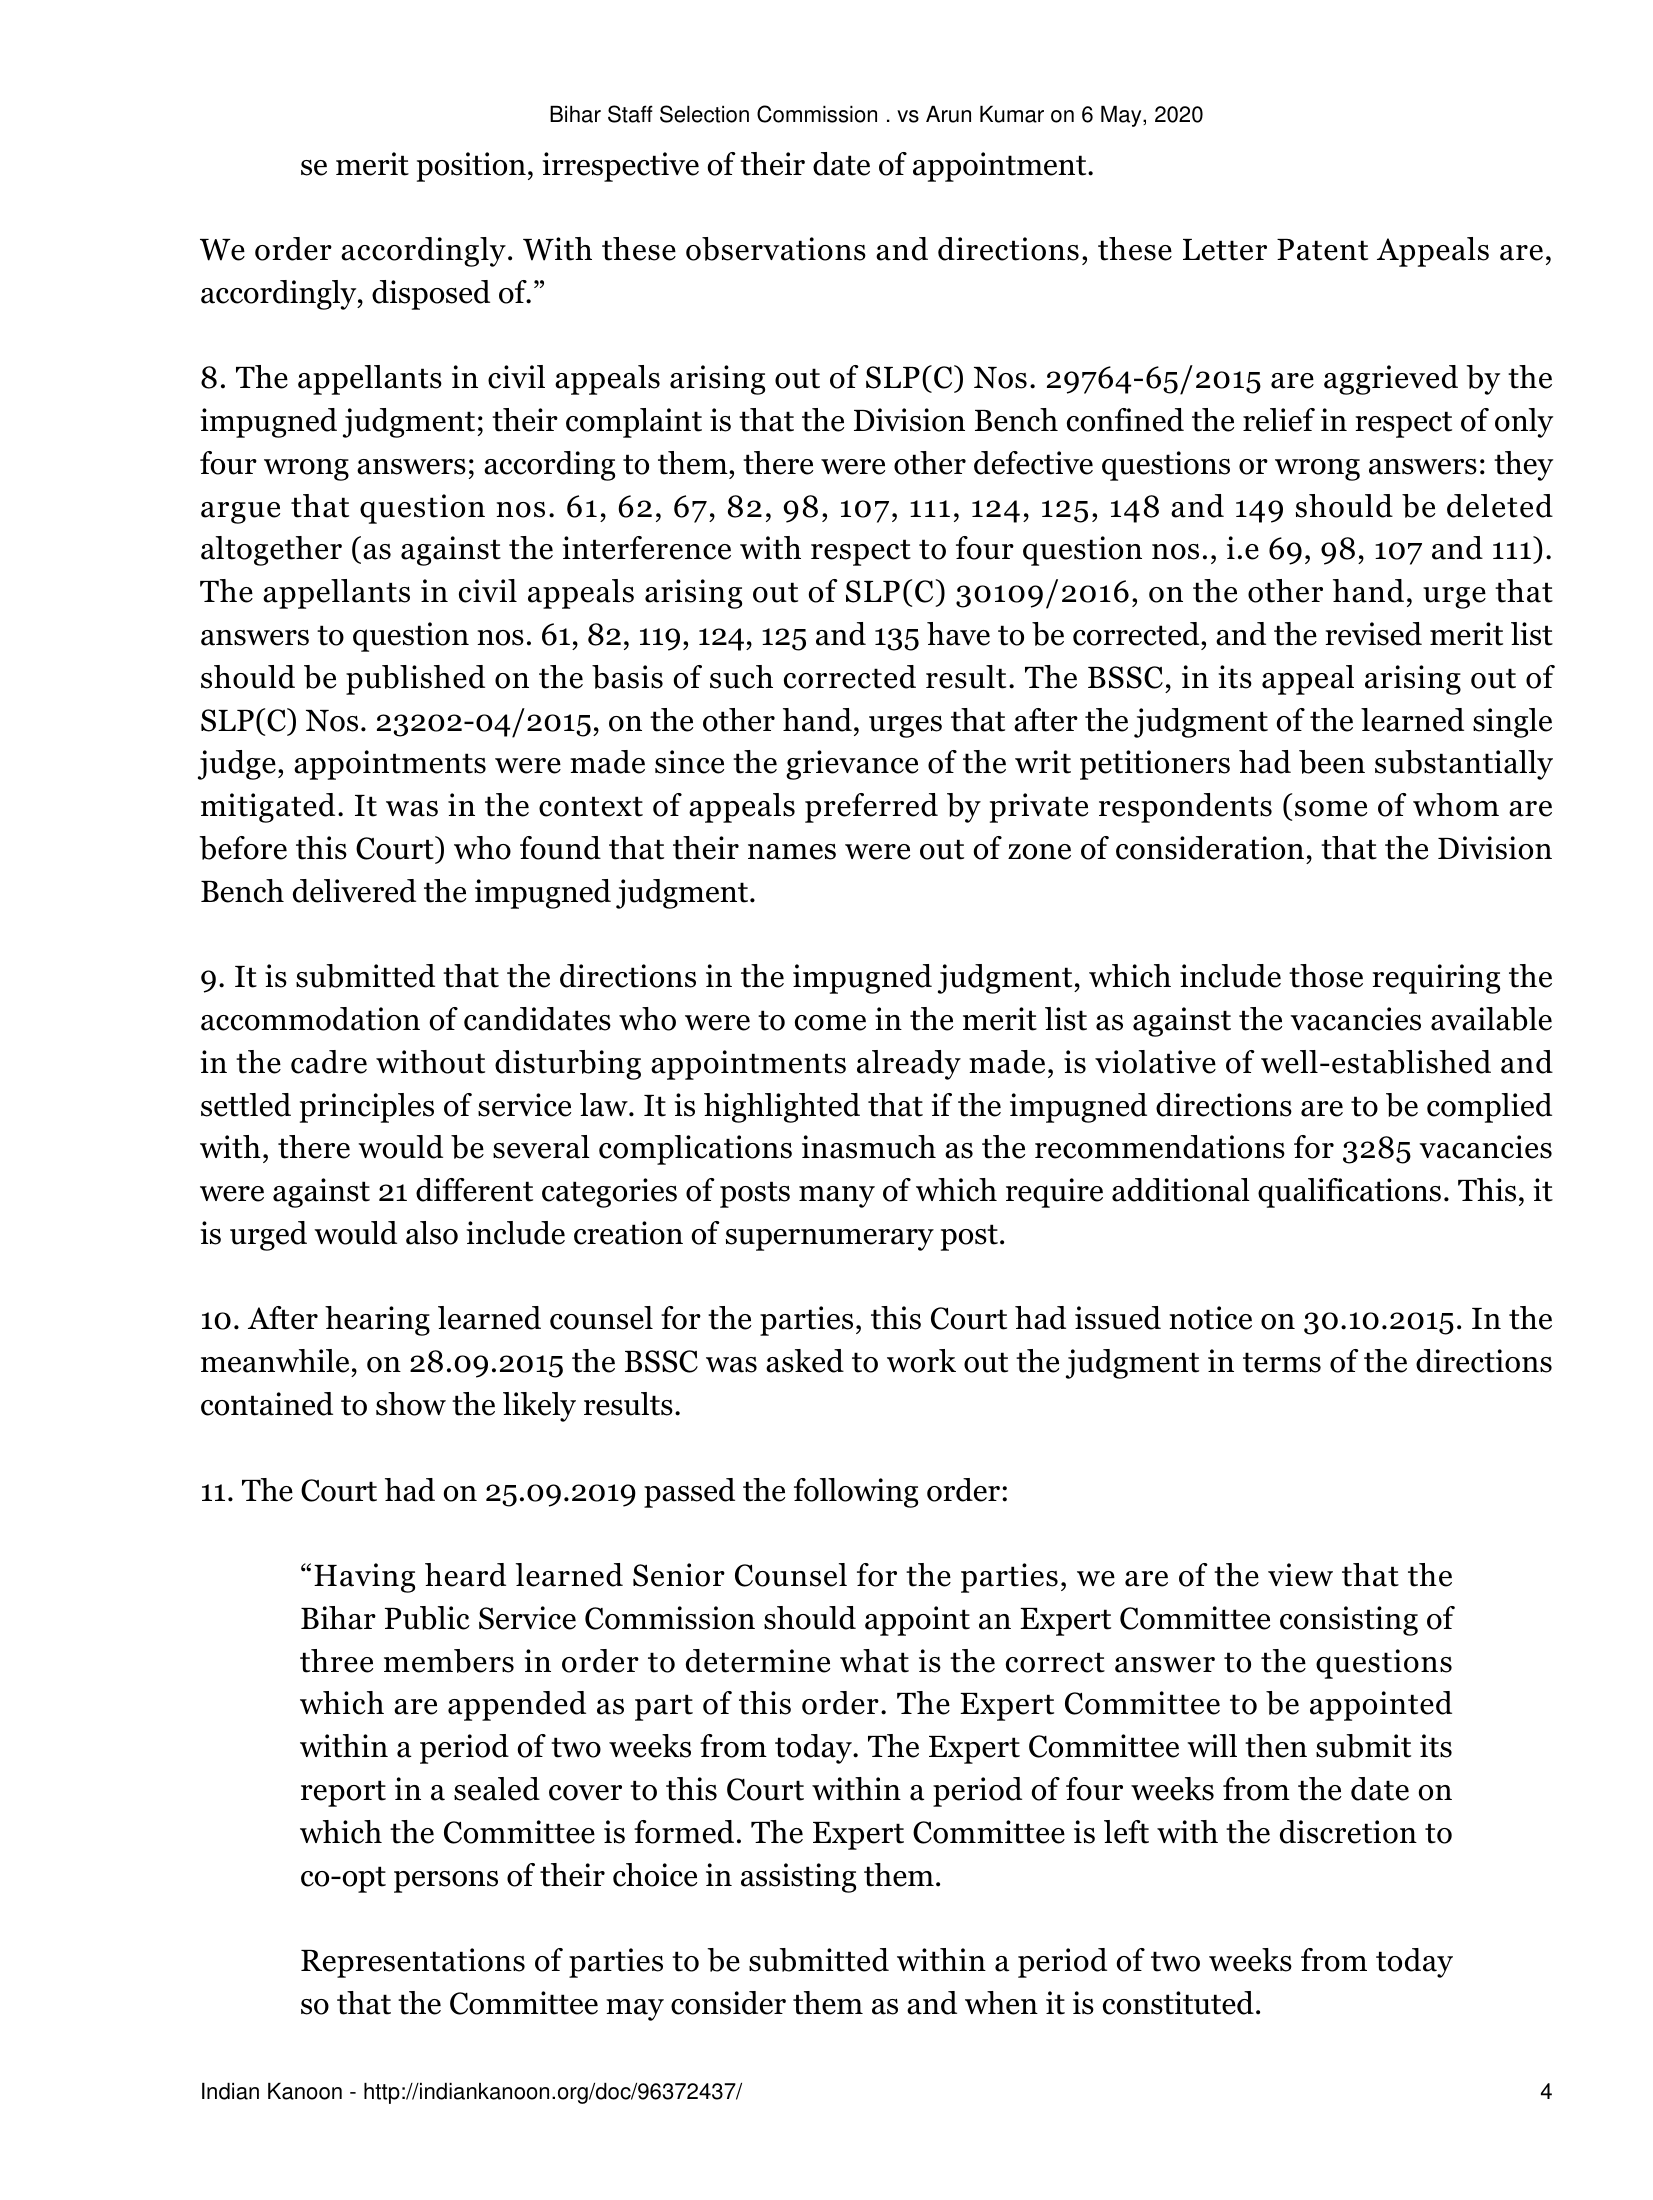 Bihar Staff Selection Commission . vs Arun Kumar on 6 May, 2020
se merit position, irrespective of their date of appointment.
We order accordingly. With these observations and directions, these Letter Patent Appeals are,
accordingly, disposed of.”
8. The appellants in civil appeals arising out of SLP(C) Nos. 29764-65/2015 are aggrieved by the
impugned judgment; their complaint is that the Division Bench confined the relief in respect of only
four wrong answers; according to them, there were other defective questions or wrong answers: they
argue that question nos. 61, 62, 67, 82, 98, 107, 111, 124, 125, 148 and 149 should be deleted
altogether (as against the interference with respect to four question nos., i.e 69, 98, 107 and 111).
The appellants in civil appeals arising out of SLP(C) 30109/2016, on the other hand, urge that
answers to question nos. 61, 82, 119, 124, 125 and 135 have to be corrected, and the revised merit list
should be published on the basis of such corrected result. The BSSC, in its appeal arising out of
SLP(C) Nos. 23202-04/2015, on the other hand, urges that after the judgment of the learned single
judge, appointments were made since the grievance of the writ petitioners had been substantially
mitigated. It was in the context of appeals preferred by private respondents (some of whom are
before this Court) who found that their names were out of zone of consideration, that the Division
Bench delivered the impugned judgment.
9. It is submitted that the directions in the impugned judgment, which include those requiring the
accommodation of candidates who were to come in the merit list as against the vacancies available
in the cadre without disturbing appointments already made, is violative of well-established and
settled principles of service law. It is highlighted that if the impugned directions are to be complied
with, there would be several complications inasmuch as the recommendations for 3285 vacancies
were against 21 different categories of posts many of which require additional qualifications. This, it
is urged would also include creation of supernumerary post.
10. After hearing learned counsel for the parties, this Court had issued notice on 30.10.2015. In the
meanwhile, on 28.09.2015 the BSSC was asked to work out the judgment in terms of the directions
contained to show the likely results.
11. The Court had on 25.09.2019 passed the following order:
“Having heard learned Senior Counsel for the parties, we are of the view that the
Bihar Public Service Commission should appoint an Expert Committee consisting of
three members in order to determine what is the correct answer to the questions
which are appended as part of this order. The Expert Committee to be appointed
within a period of two weeks from today. The Expert Committee will then submit its
report in a sealed cover to this Court within a period of four weeks from the date on
which the Committee is formed. The Expert Committee is left with the discretion to
co-opt persons of their choice in assisting them.
Representations of parties to be submitted within a period of two weeks from today
so that the Committee may consider them as and when it is constituted.
Indian Kanoon - http://indiankanoon.org/doc/96372437/ 4